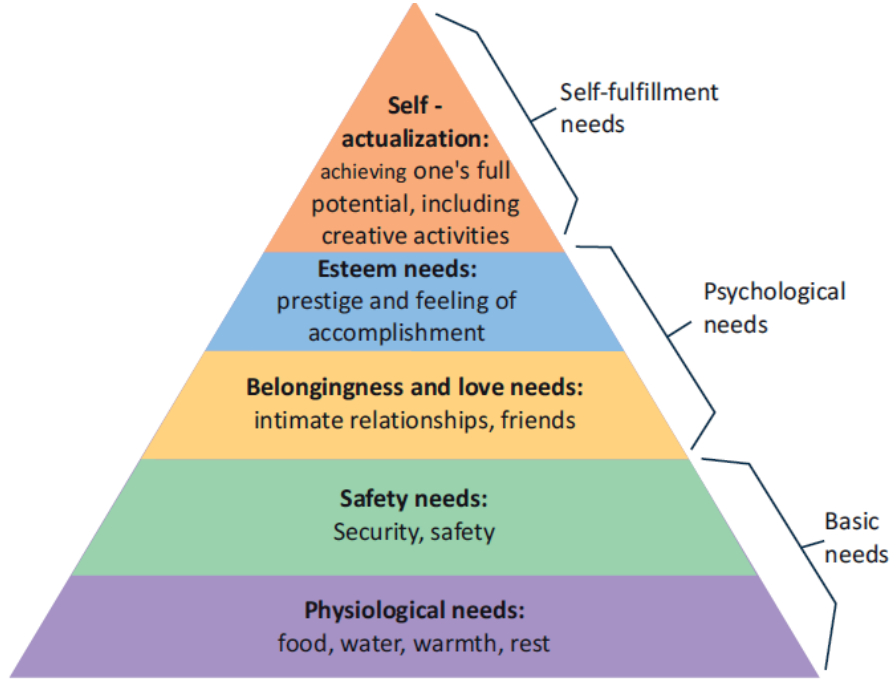 Self -
actualization:
achieving one's full
potential, including
creative activities
Self-fulfillment
needs
Esteem needs:
prestige and feeling of
accomplishment
Psychological
needs
Belongingness and love needs:
intimate relationships, friends
Safety needs:
Security, safety
Basic
needs
Physiological needs:
food, water, warmth, rest